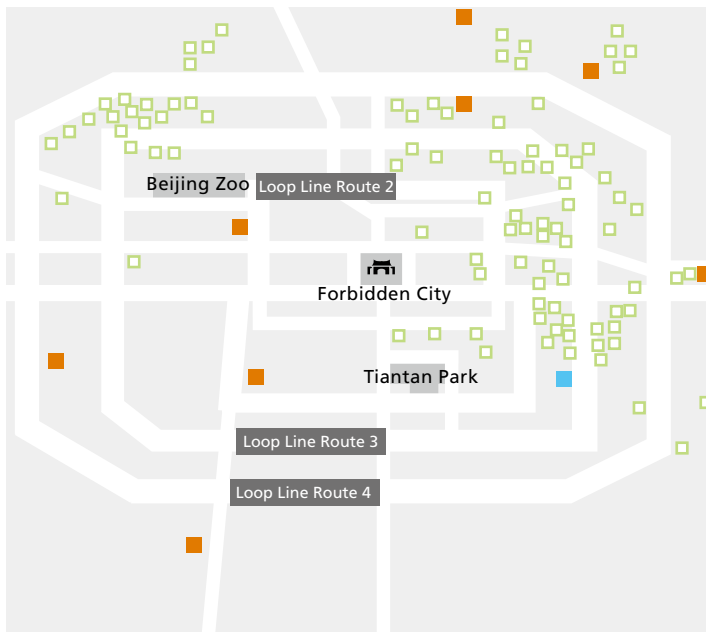 Beijing Zoo
Loop Line Route 2
Forbidden City
Tiantan Park
Loop Line Route 3
Loop Line Route 4